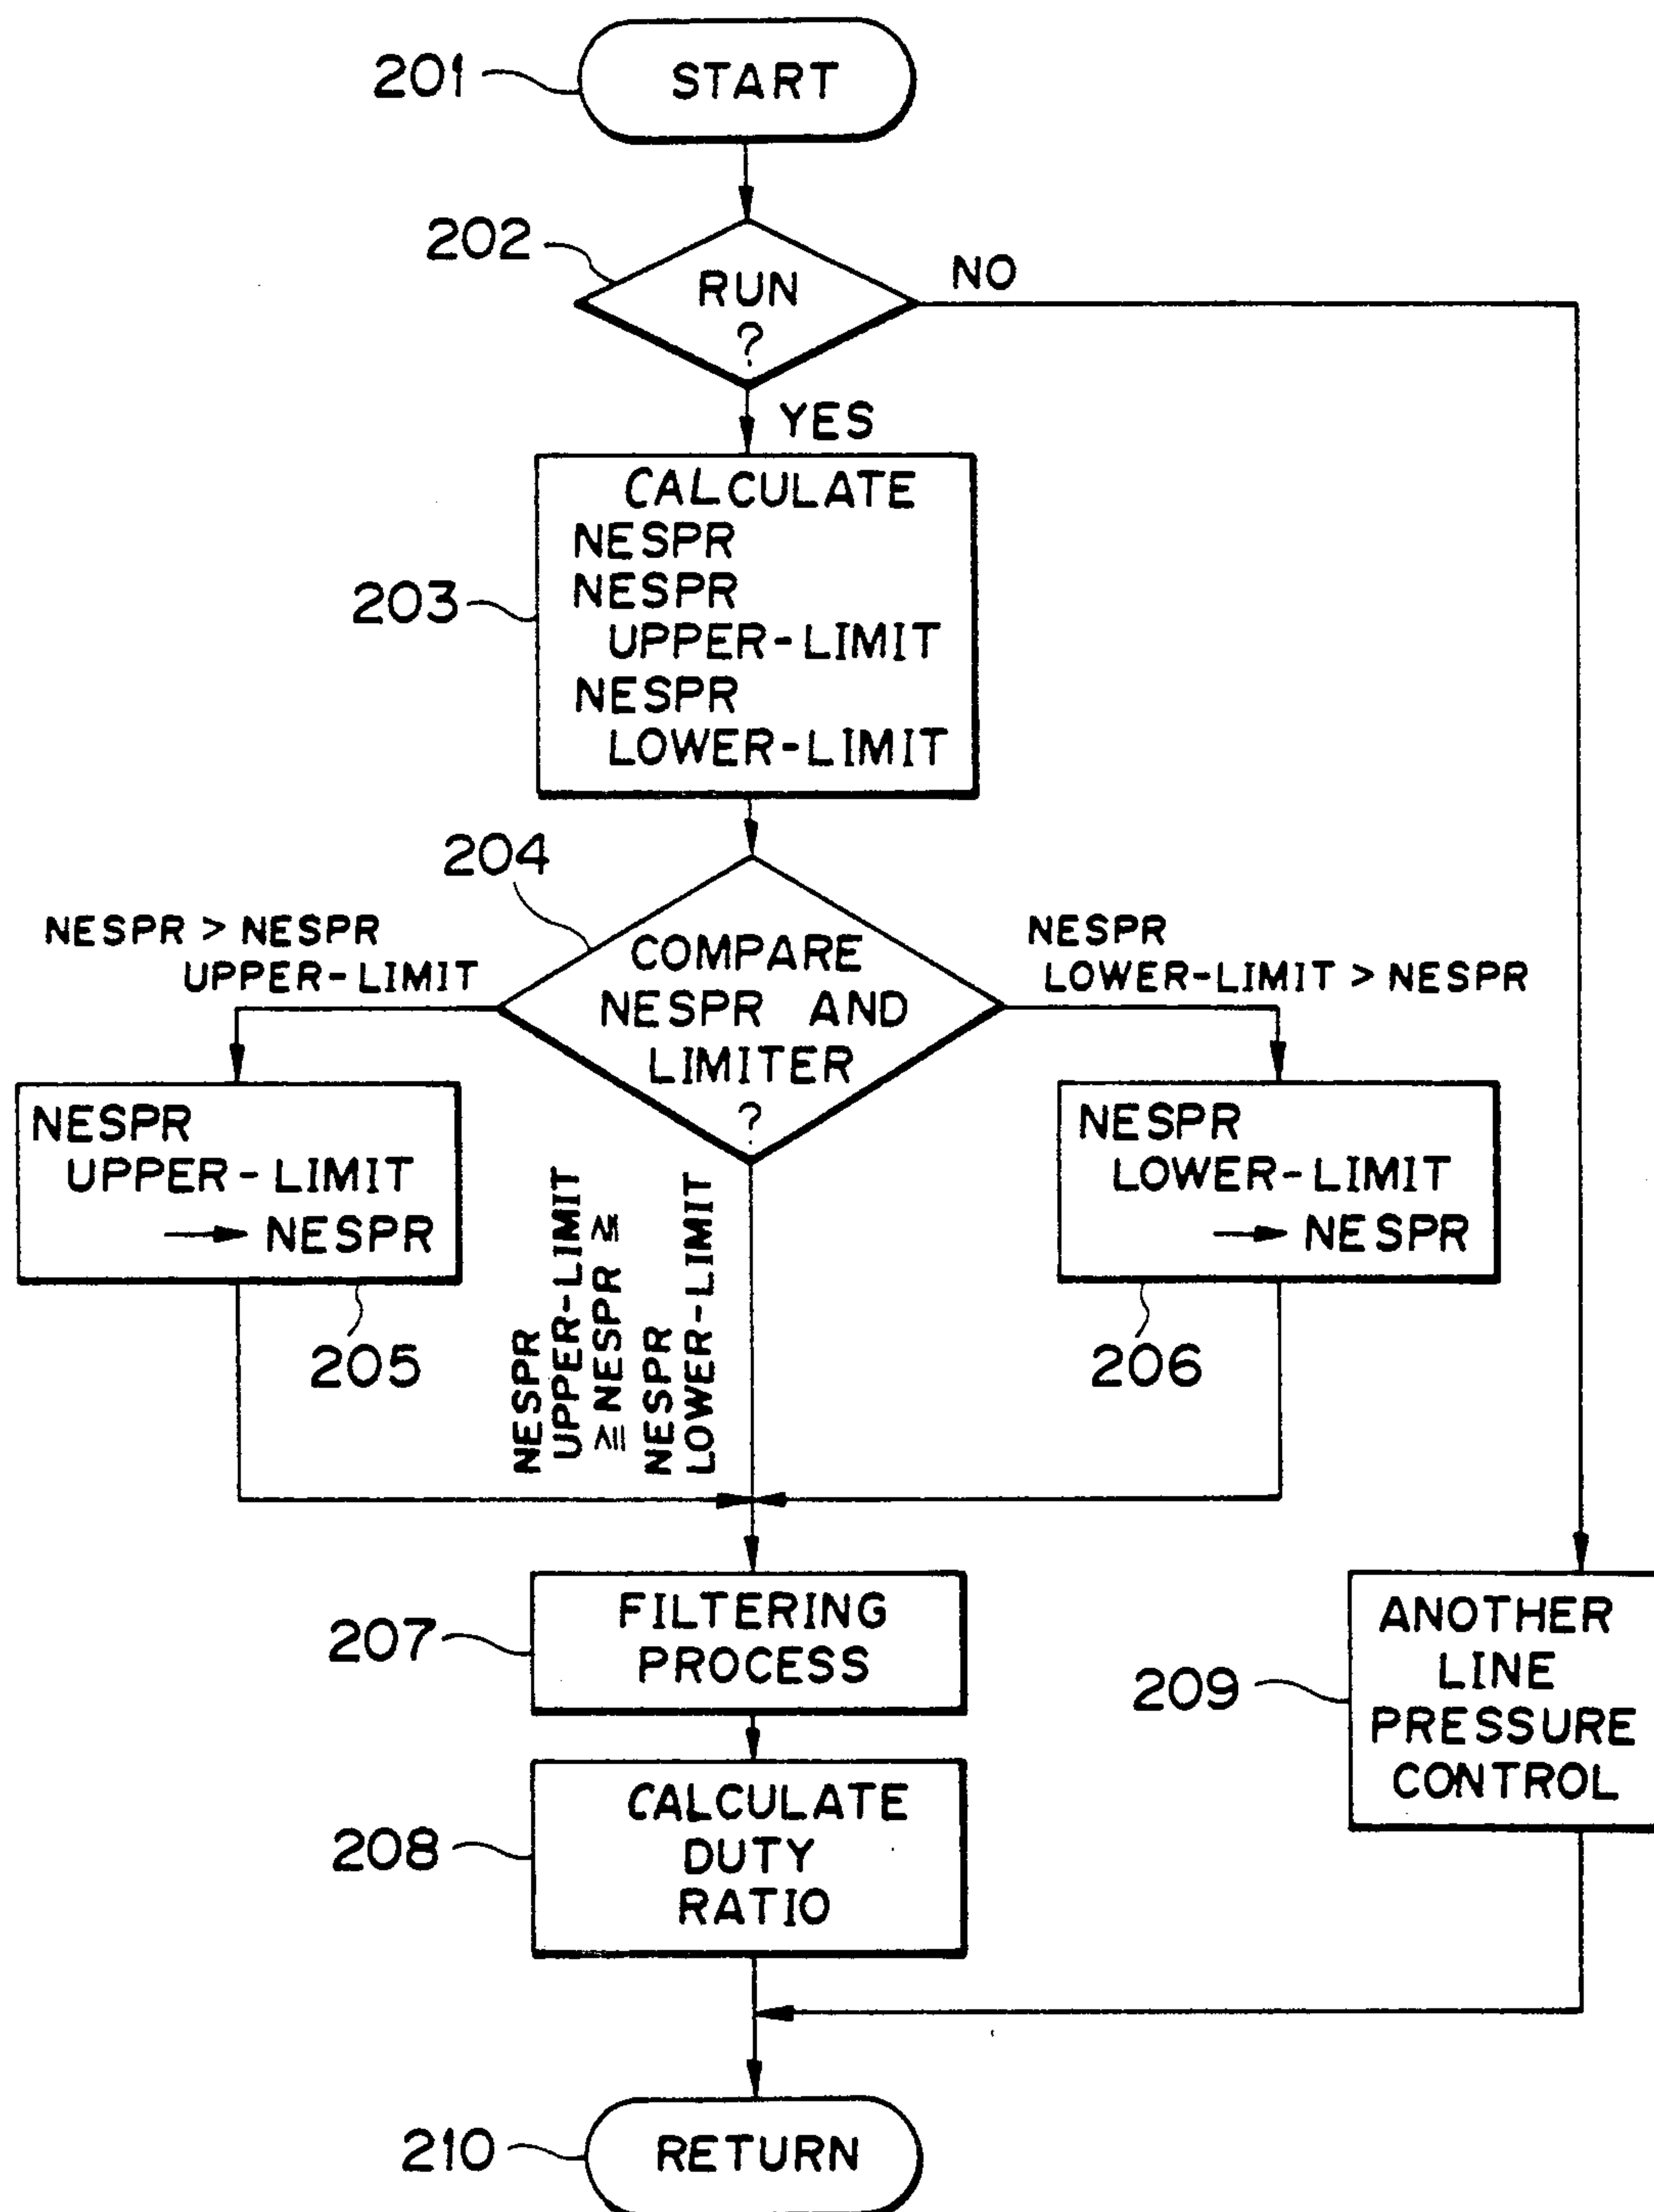 201
START
202
RUN
?
NO
YES
203
CALCULATE
NESPR
NESPR
UPPER-LIMIT
NESPR
LOWER-LIMIT
204
COMPARE
NESPR AND
LIMITER
?
NESPR > NESPR
UPPER-LIMIT
NESPR
LOWER-LIMIT > NESPR
NESPR
UPPER-LIMIT
→ NESPR
205
NESPR
UPPER-LIMIT
≧ NESPR ≧
NESPR
LOWER-LIMIT
NESPR
LOWER-LIMIT
→ NESPR
206
207
FILTERING
PROCESS
208
CALCULATE
DUTY
RATIO
209
ANOTHER
LINE
PRESSURE
CONTROL
210
RETURN